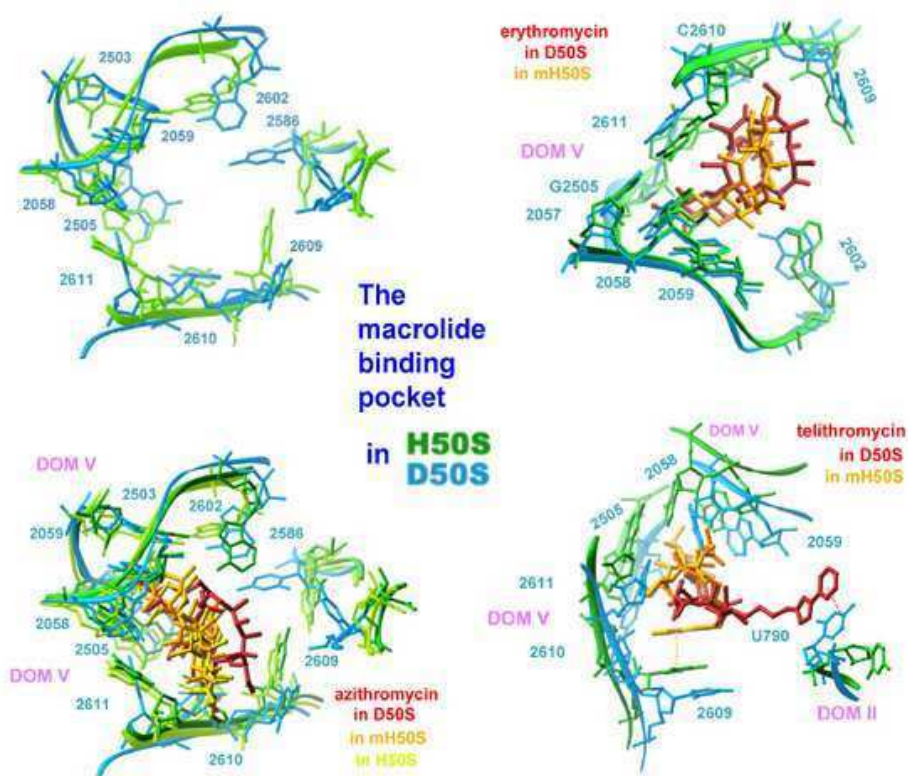 2503
2602
2059
2586
2058
2505
2609
2611
2610
erythromycin
in D50S
in mH50S
C2610
2609
2611
DOM V
G2505
2057
2058
2059
2602
The
macrolide
binding
pocket
in H50S
D50S
DOM V
2503
2602
2059
2586
2058
2505
DOM V
2609
2611
2610
azithromycin
in D50S
in mH50S
in H50S
DOM V
telithromycin
in D50S
in mH50S
2058
2505
2059
2611
DOM V
2610
U790
2609
DOM II